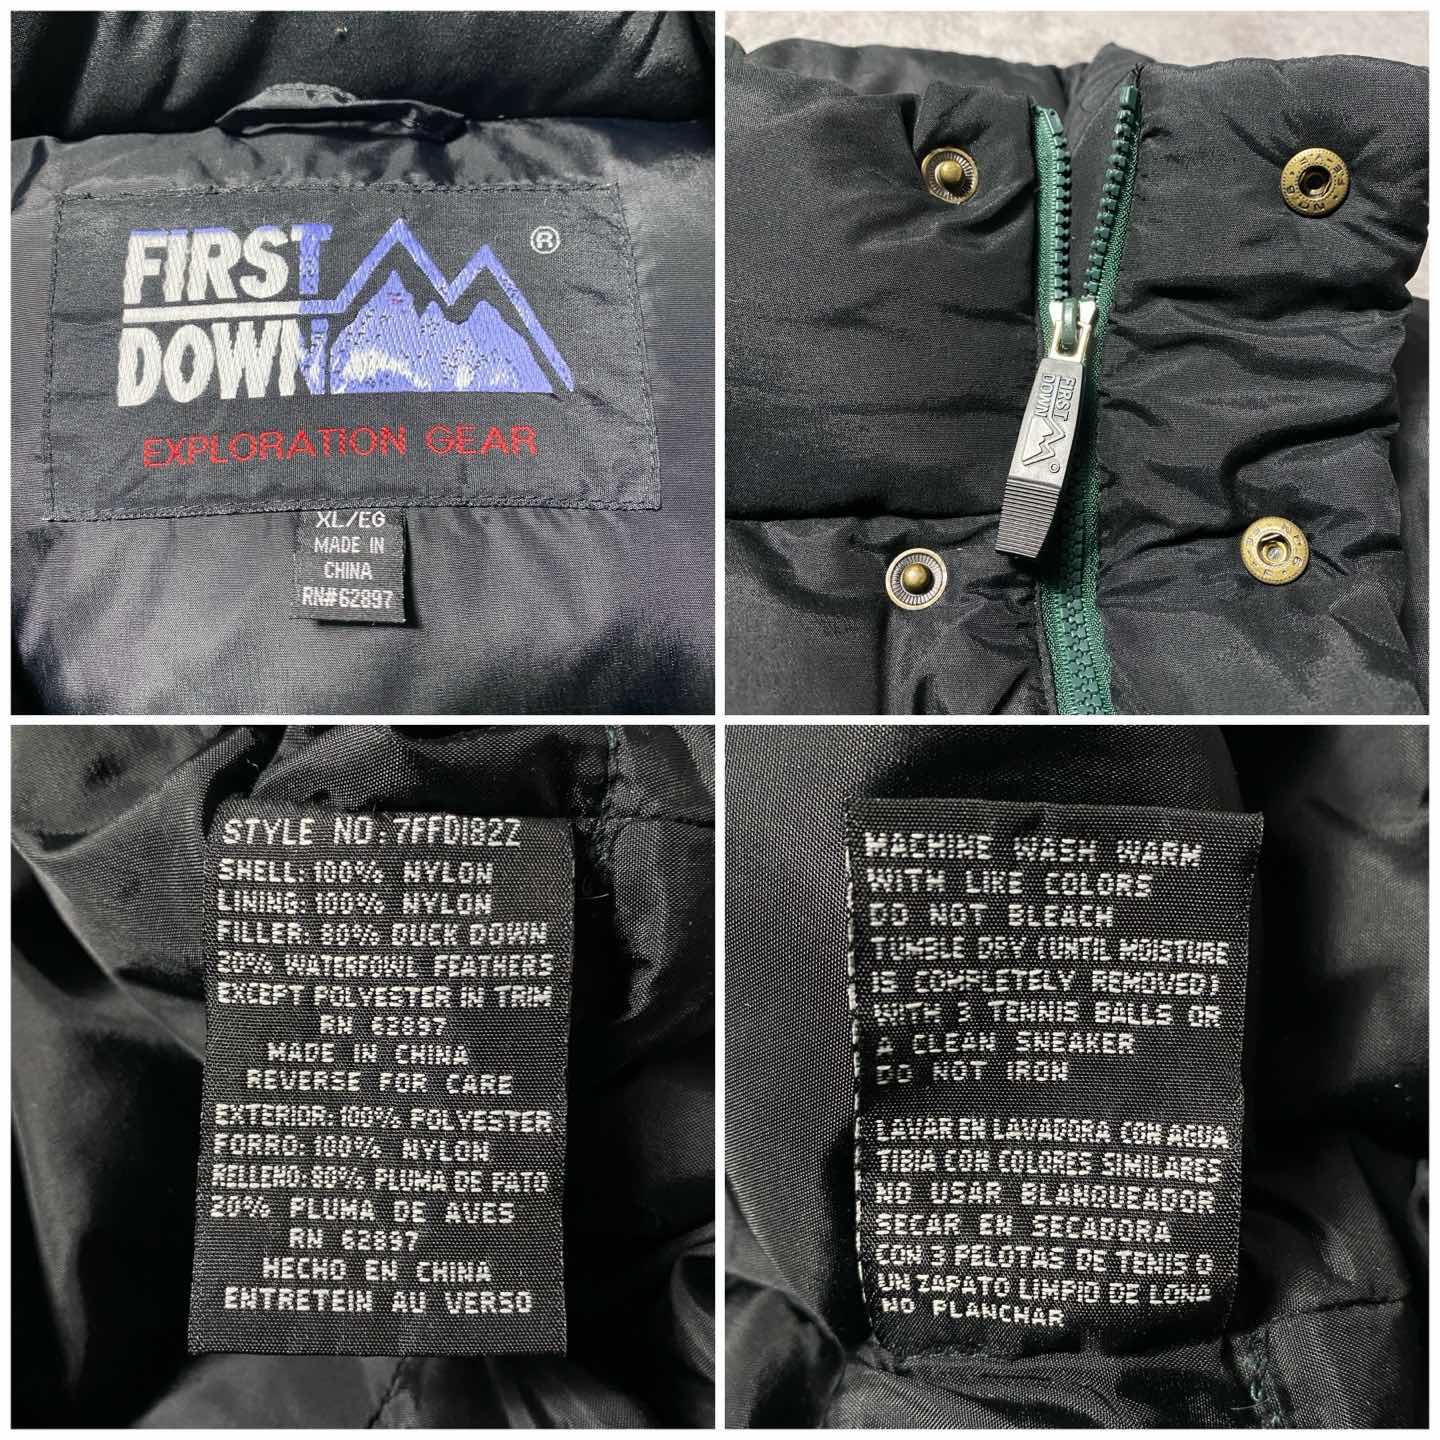 FIRST
DOWN
®
EXPLORATION GEAR
XL/EG
MADE IN
CHINA
RN#62897
FIRST
DOWN
STYLE NO: 7FFD182Z
SHELL: 100% NYLON
LINING: 100% NYLON
FILLER: 80% DUCK DOWN
20% WATERFOWL FEATHERS
EXCEPT POLYESTER IN TRIM
RN 62897
MADE IN CHINA
REVERSE FOR CARE
EXTERIOR: 100% POLYESTER
FORRO: 100% NYLON
RELLENO: 80% PLUMA DE PATO
20% PLUMA DE AVES
RN 62897
HECHO EN CHINA
ENTRETEIN AU VERSO
MACHINE WASH WARM
WITH LIKE COLORS
DO NOT BLEACH
TUMBLE DRY (UNTIL MOISTURE
IS COMPLETELY REMOVED)
WITH 3 TENNIS BALLS OR
A CLEAN SNEAKER
DO NOT IRON
LAVAR EN LAVADORA CON AGUA
TIBIA CON COLORES SIMILARES
NO USAR BLANQUEADOR
SECAR EN SECADORA
CON 3 PELOTAS DE TENIS O
UN ZAPATO LIMPIO DE LONA
NO PLANCHAR